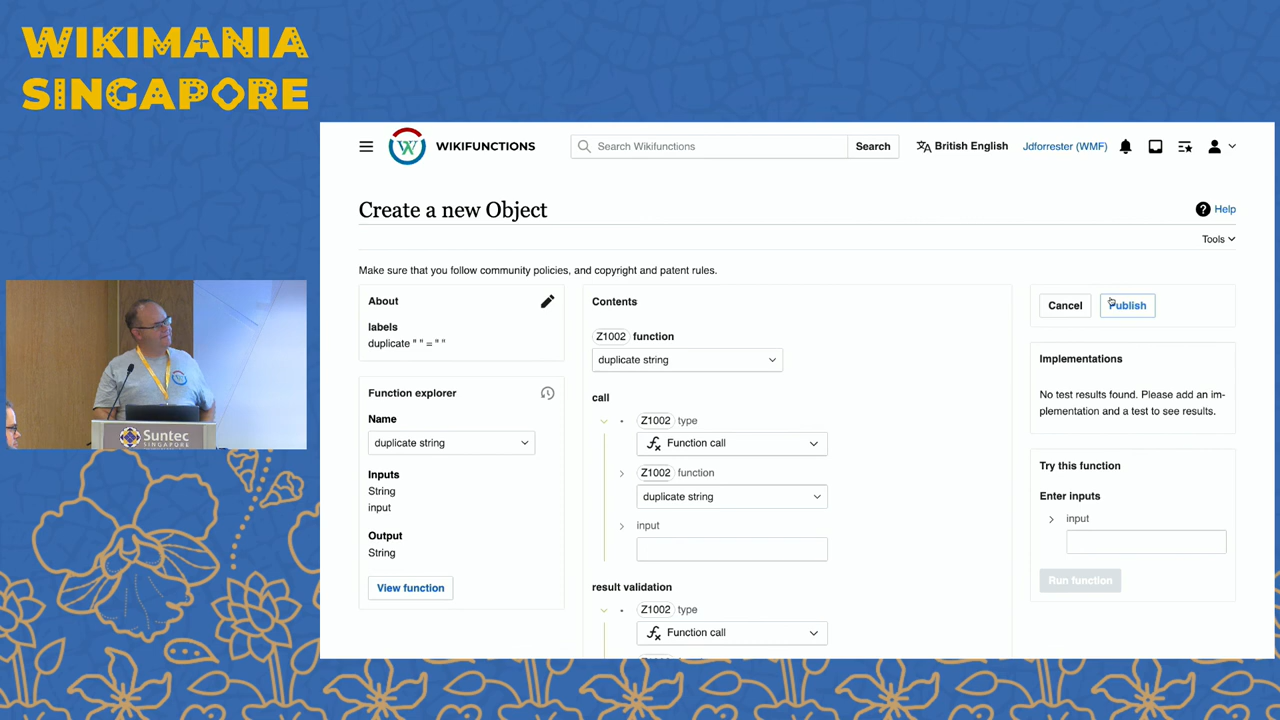 WIKIMANIA
SINGAPORE
WIKIFUNCTIONS
Search Wikifunctions
Search
British English
Jdforrester (WMF)
Create a new Object
Help
Tools
Make sure that you follow community policies, and copyright and patent rules.
About
labels
duplicate " " = " "
Function explorer
Name
duplicate string
Inputs
String
input
Output
String
View function
Contents
Z1002 function
duplicate string
call
Z1002 type
Function call
Z1002 function
duplicate string
input
result validation
Z1002 type
Function call
Cancel
Publish
Implementations
No test results found. Please add an im-
plementation and a test to see results.
Try this function
Enter inputs
input
Run function
Suntec
SINGAPORE